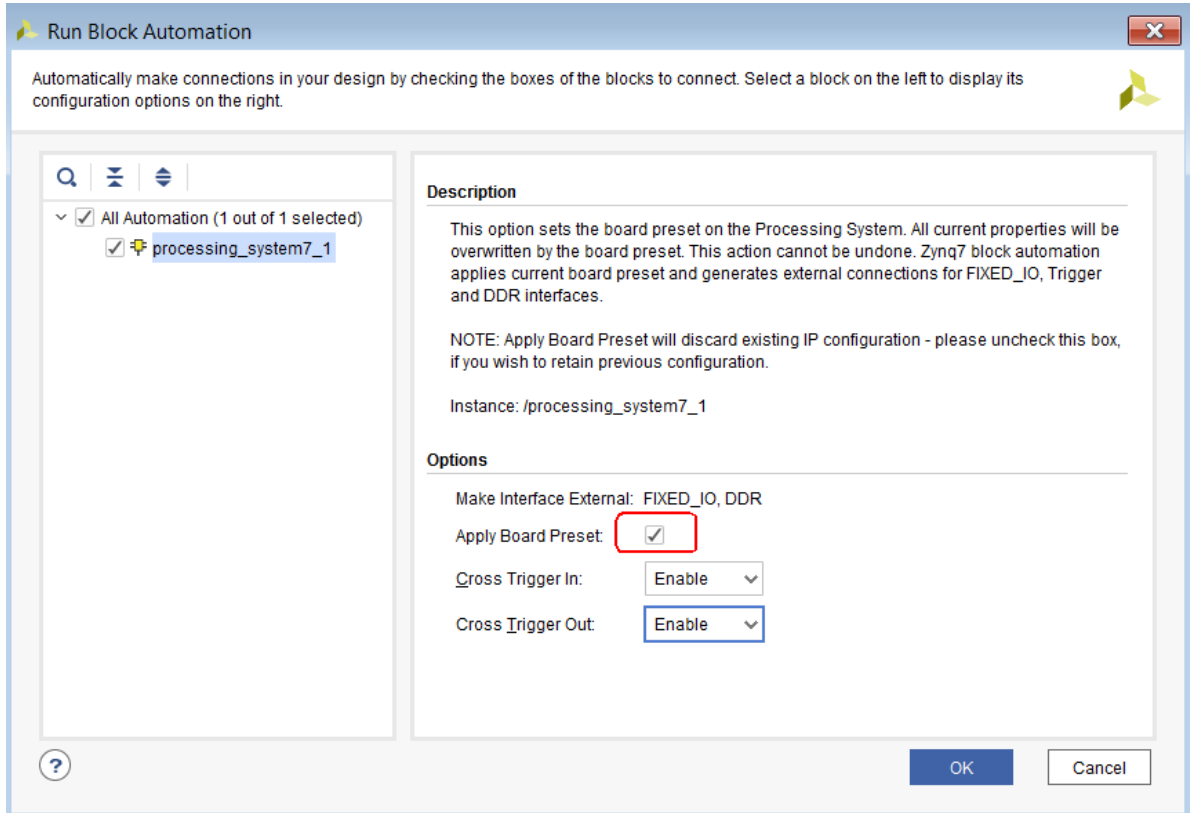 Run Block Automation
Automatically make connections in your design by checking the boxes of the blocks to connect. Select a block on the left to display its
configuration options on the right.
All Automation (1 out of 1 selected)
processing_system7_1
Description
This option sets the board preset on the Processing System. All current properties will be
overwritten by the board preset. This action cannot be undone. Zynq7 block automation
applies current board preset and generates external connections for FIXED_IO, Trigger
and DDR interfaces.
NOTE: Apply Board Preset will discard existing IP configuration - please uncheck this box,
if you wish to retain previous configuration.
Instance: /processing_system7_1
Options
Make Interface External: FIXED_IO, DDR
Apply Board Preset:
Cross Trigger In: Enable
Cross Trigger Out: Enable
? OK Cancel